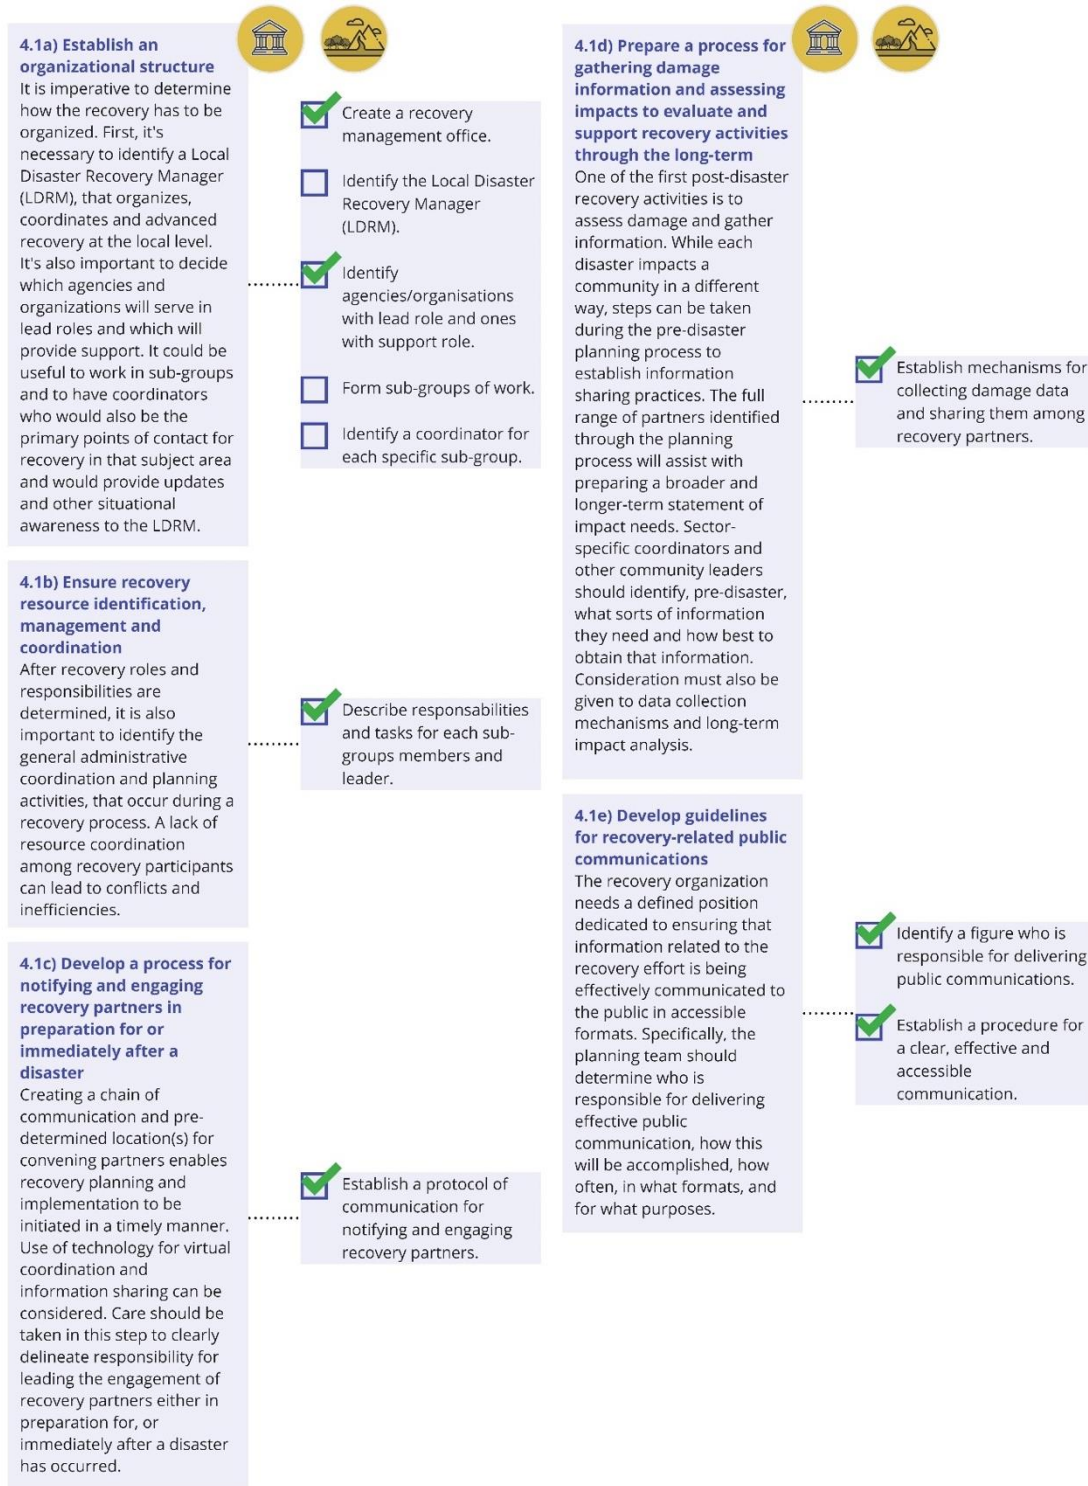 4.1a) Establish an
organizational structure
It is imperative to determine
how the recovery has to be
organized. First, it's
necessary to identify a Local
Disaster Recovery Manager
(LDRM), that organizes,
coordinates and advanced
recovery at the local level.
It's also important to decide
which agencies and
organizations will serve in
lead roles and which will
provide support. It could be
useful to work in sub-groups
and to have coordinators
who would also be the
primary points of contact for
recovery in that subject area
and would provide updates
and other situational
awareness to the LDRM.
Create a recovery
management office.
Identify the Local Disaster
Recovery Manager
(LDRM).
Identify
agencies/organisations
with lead role and ones
with support role.
Form sub-groups of work.
Identify a coordinator for
each specific sub-group.
4.1b) Ensure recovery
resource identification,
management and
coordination
After recovery roles and
responsibilities are
determined, it is also
important to identify the
general administrative
coordination and planning
activities, that occur during a
recovery process. A lack of
resource coordination
among recovery participants
can lead to conflicts and
inefficiencies.
Describe responsabilities
and tasks for each sub-
groups members and
leader.
4.1c) Develop a process for
notifying and engaging
recovery partners in
preparation for or
immediately after a
disaster
Creating a chain of
communication and pre-
determined location(s) for
convening partners enables
recovery planning and
implementation to be
initiated in a timely manner.
Use of technology for virtual
coordination and
information sharing can be
considered. Care should be
taken in this step to clearly
delineate responsibility for
leading the engagement of
recovery partners either in
preparation for, or
immediately after a disaster
has occurred.
Establish a protocol of
communication for
notifying and engaging
recovery partners.
4.1d) Prepare a process for
gathering damage
information and assessing
impacts to evaluate and
support recovery activities
through the long-term
One of the first post-disaster
recovery activities is to
assess damage and gather
information. While each
disaster impacts a
community in a different
way, steps can be taken
during the pre-disaster
planning process to
establish information
sharing practices. The full
range of partners identified
through the planning
process will assist with
preparing a broader and
longer-term statement of
impact needs. Sector-
specific coordinators and
other community leaders
should identify, pre-disaster,
what sorts of information
they need and how best to
obtain that information.
Consideration must also be
given to data collection
mechanisms and long-term
impact analysis.
Establish mechanisms for
collecting damage data
and sharing them among
recovery partners.
4.1e) Develop guidelines
for recovery-related public
communications
The recovery organization
needs a defined position
dedicated to ensuring that
information related to the
recovery effort is being
effectively communicated to
the public in accessible
formats. Specifically, the
planning team should
determine who is
responsible for delivering
effective public
communication, how this
will be accomplished, how
often, in what formats, and
for what purposes.
Identify a figure who is
responsible for delivering
public communications.
Establish a procedure for
a clear, effective and
accessible
communication.